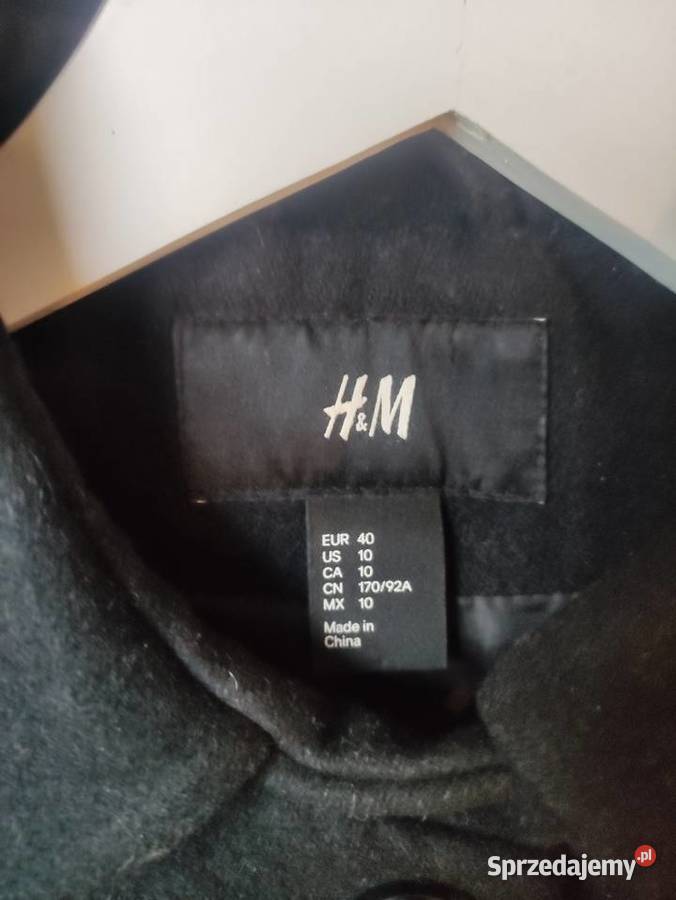 H&M
EUR 40
US 10
CA 10
CN 170/92A
MX 10
Made in
China
Sprzedajemy.pl